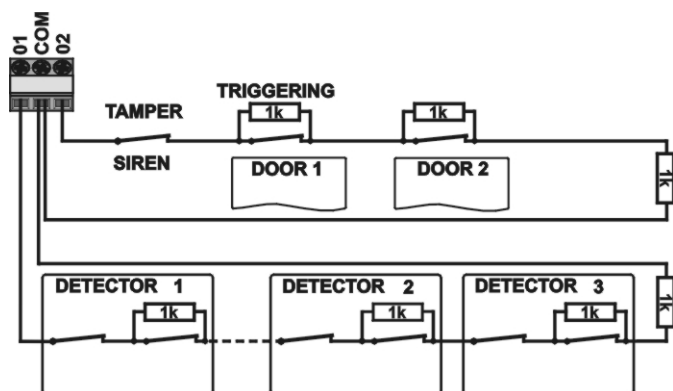 01
COM
02
TAMPER
SIREN
TRIGGERING
1k
1k
DOOR 1
DOOR 2
1k
DETECTOR 1
DETECTOR 2
DETECTOR 3
1k
1k
1k
1k